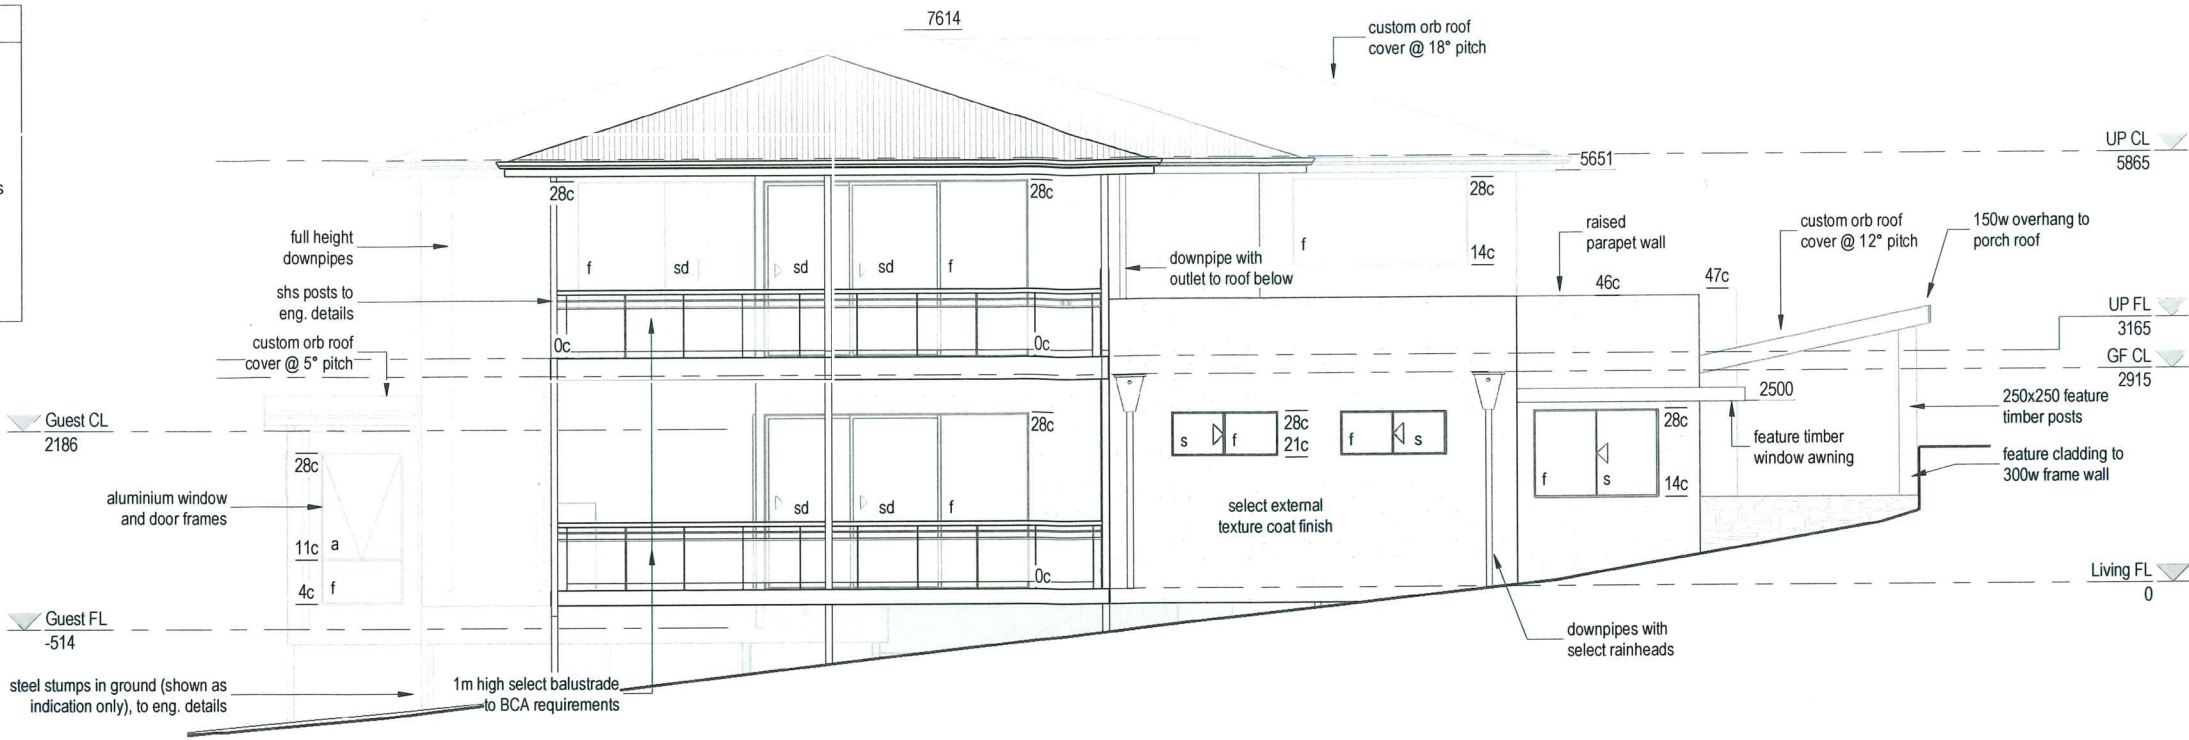 7614
custom orb roof
cover @ 18° pitch
s
UP CL
5865
5651
28c
28c
28c
full height
downpipes
f
sd
sd
sd
f
f
14c
downpipe with
outlet to roof below
raised
parapet wall
custom orb roof
cover @ 12° pitch
150w overhang to
porch roof
46c
47c
shs posts to
eng. details
UP FL
3165
0c
0c
custom orb roof
cover @ 5° pitch
GF CL
2915
2500
250x250 feature
timber posts
Guest CL
2186
28c
28c
21c
s
f
f
s
28c
feature timber
window awning
feature cladding to
300w frame wall
28c
aluminium window
and door frames
sd
sd
f
f
s
14c
select external
texture coat finish
11c
a
4c
f
0c
Living FL
0
Guest FL
-514
downpipes with
select rainheads
steel stumps in ground (shown as
indication only), to eng. details
1m high select balustrade
to BCA requirements